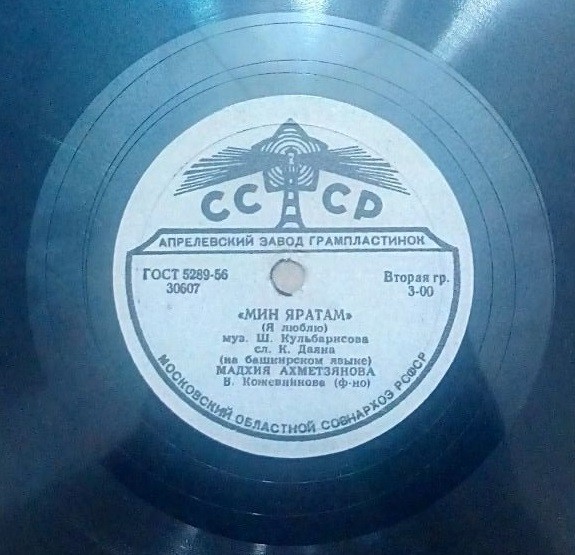 СССР
АПРЕЛЕВСКИЙ ЗАВОД ГРАМПЛАСТИНОК
ГОСТ 5289-56
30607
Вторая гр.
3-00
«МИН ЯРАТАМ»
(Я люблю)
муз. Ш. Кульбарисова
сл. К. Даяна
(на башкирском языке)
МАДХИЯ АХМЕТЗЯНОВА
В. Кожевникова (ф-но)
МОСКОВСКИЙ ОБЛАСТНОЙ СОВНАРХОЗ РСФСР